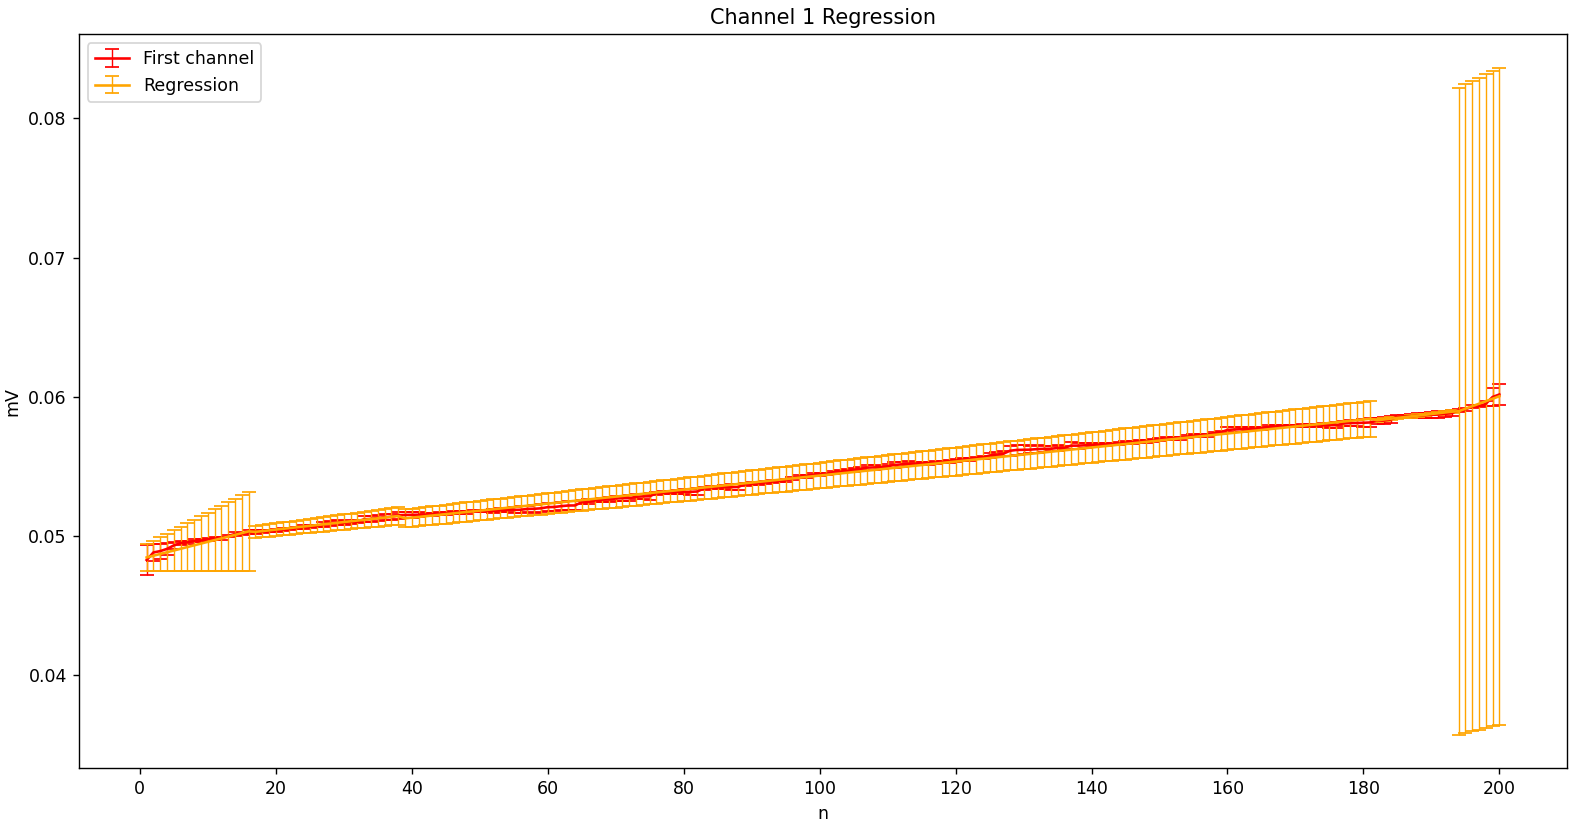 Channel 1 Regression
First channel
Regression
0.08
0.07
0.06
0.05
0.04
mV
0 20 40 60 80 100 120 140 160 180 200
n